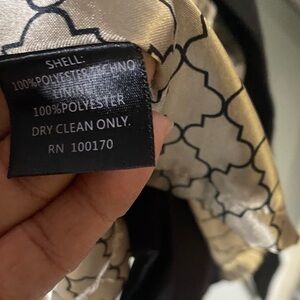 SHELL:
100%POLYESTER TECHNO
LINING:
100%POLYESTER
DRY CLEAN ONLY.
RN 100170